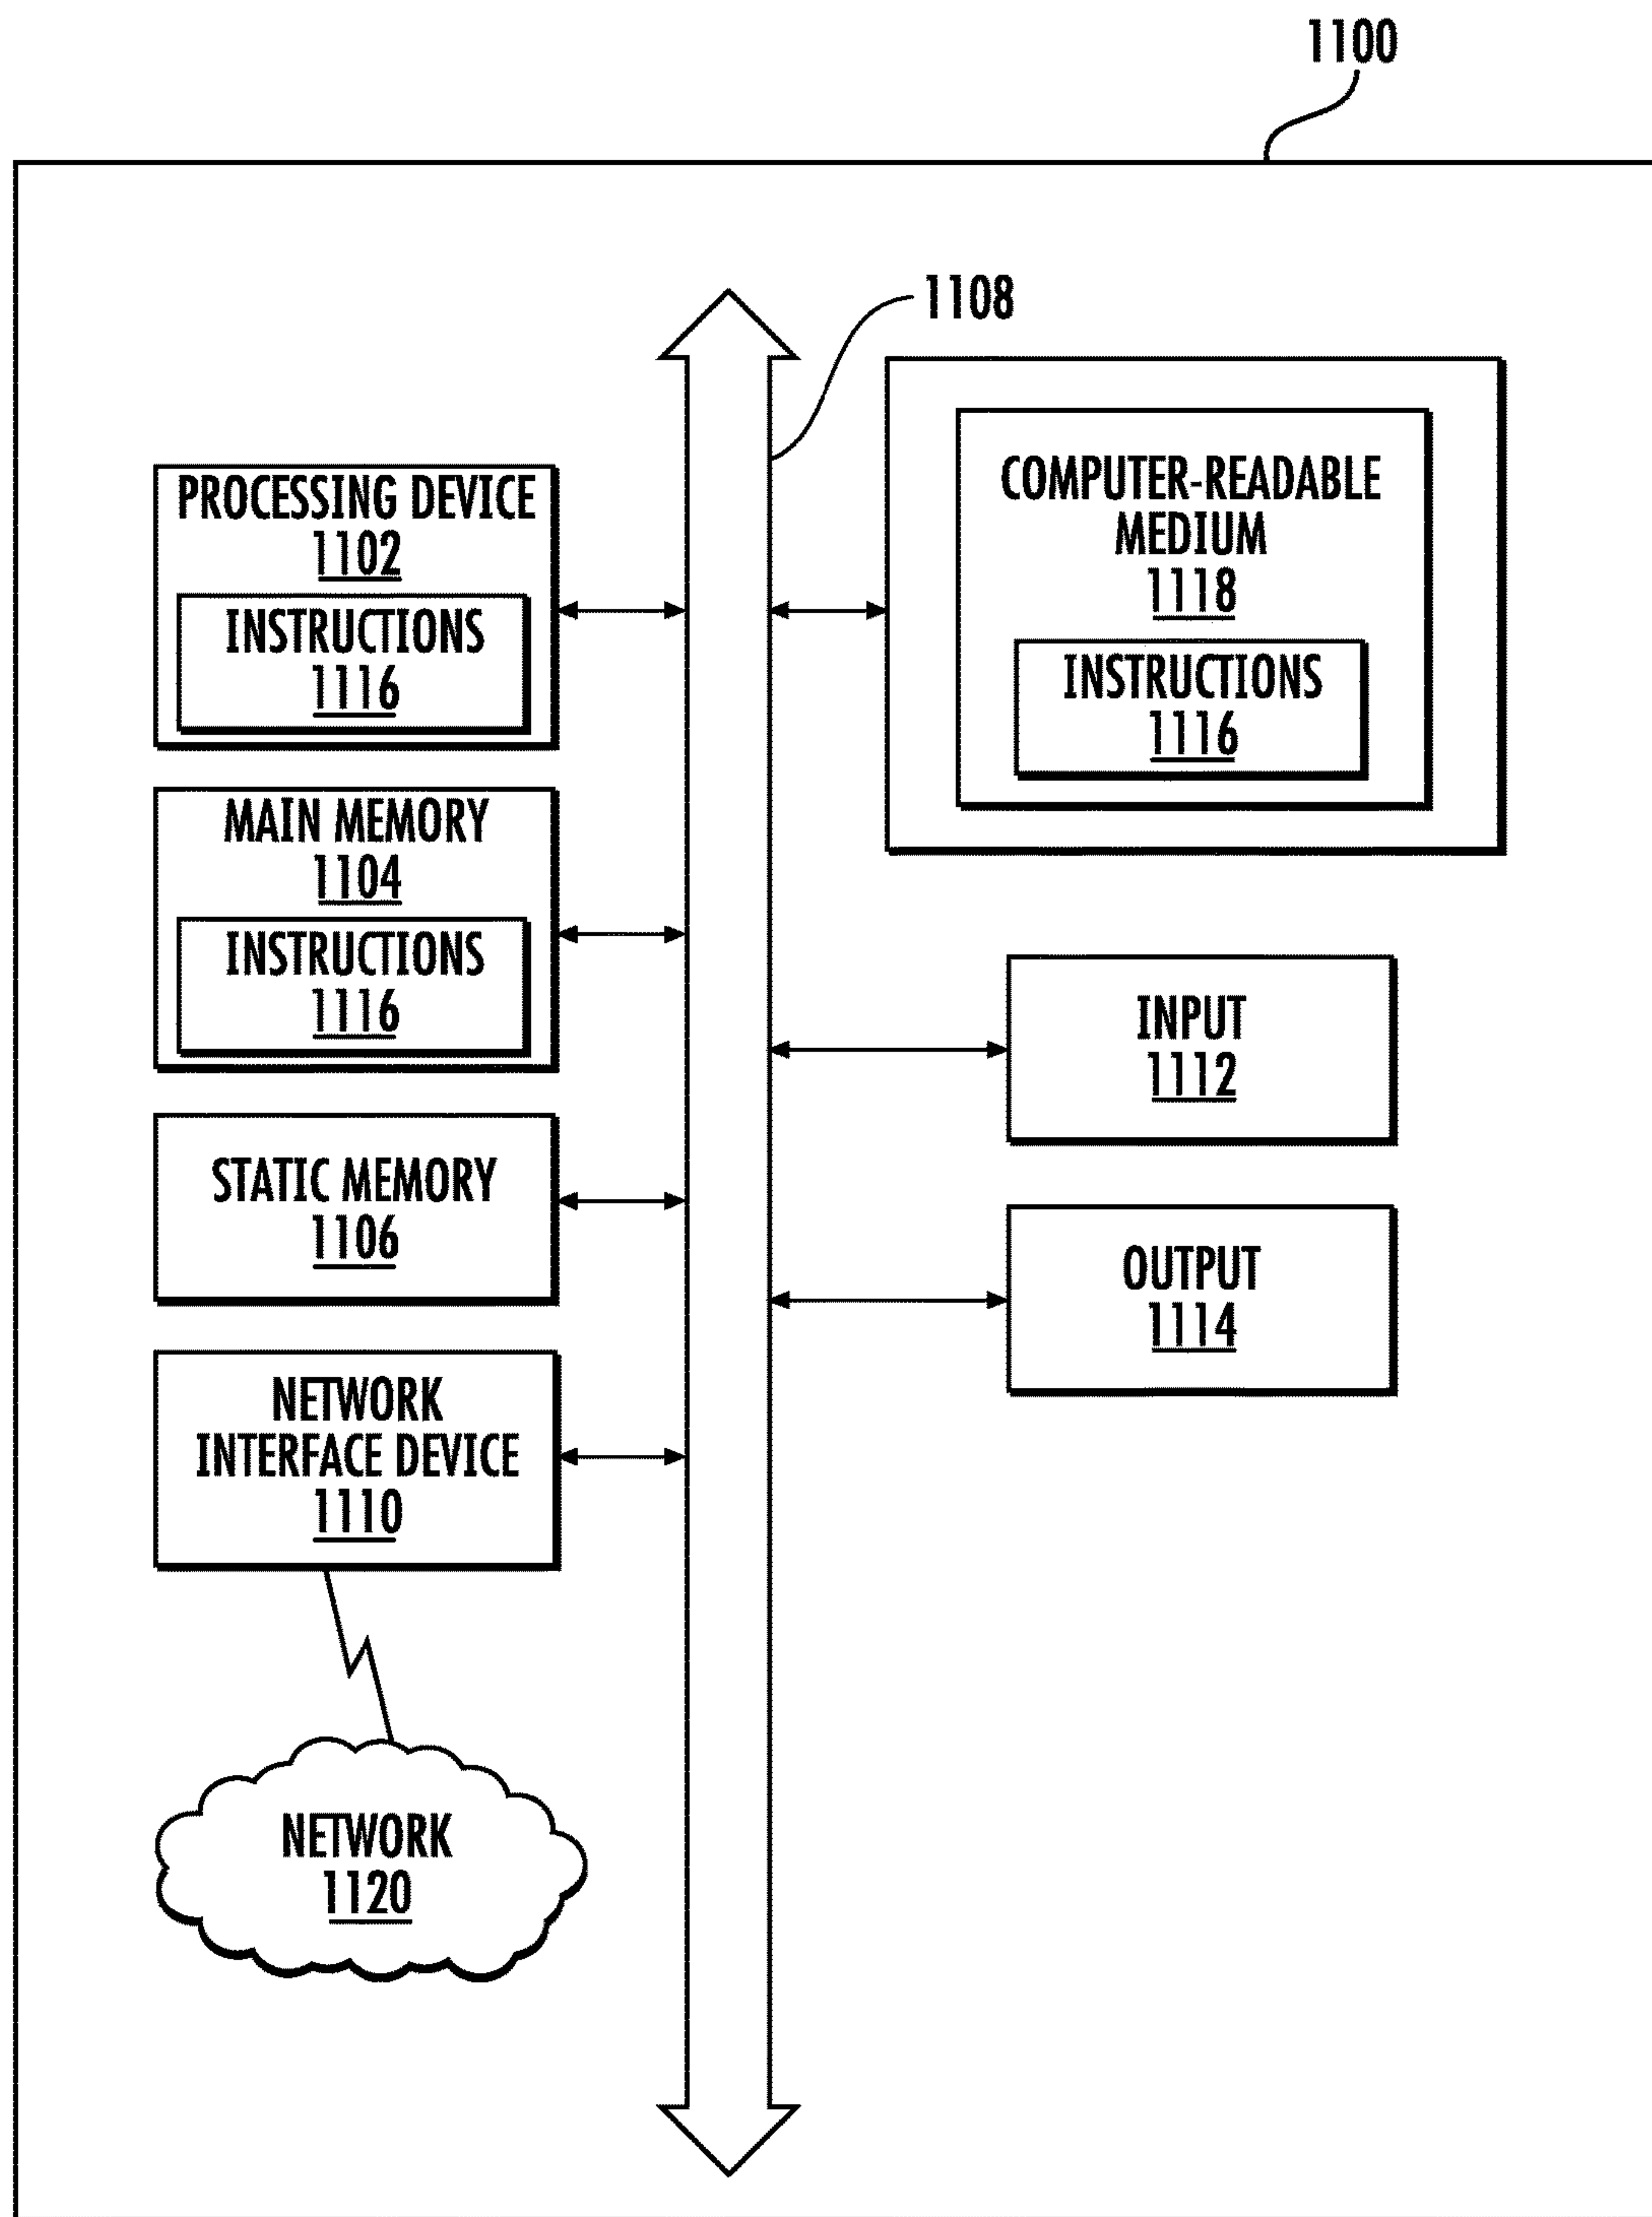 1100
1108
PROCESSING DEVICE
1102
INSTRUCTIONS
1116
MAIN MEMORY
1104
INSTRUCTIONS
1116
STATIC MEMORY
1106
NETWORK
INTERFACE DEVICE
1110
NETWORK
1120
COMPUTER-READABLE
MEDIUM
1118
INSTRUCTIONS
1116
INPUT
1112
OUTPUT
1114